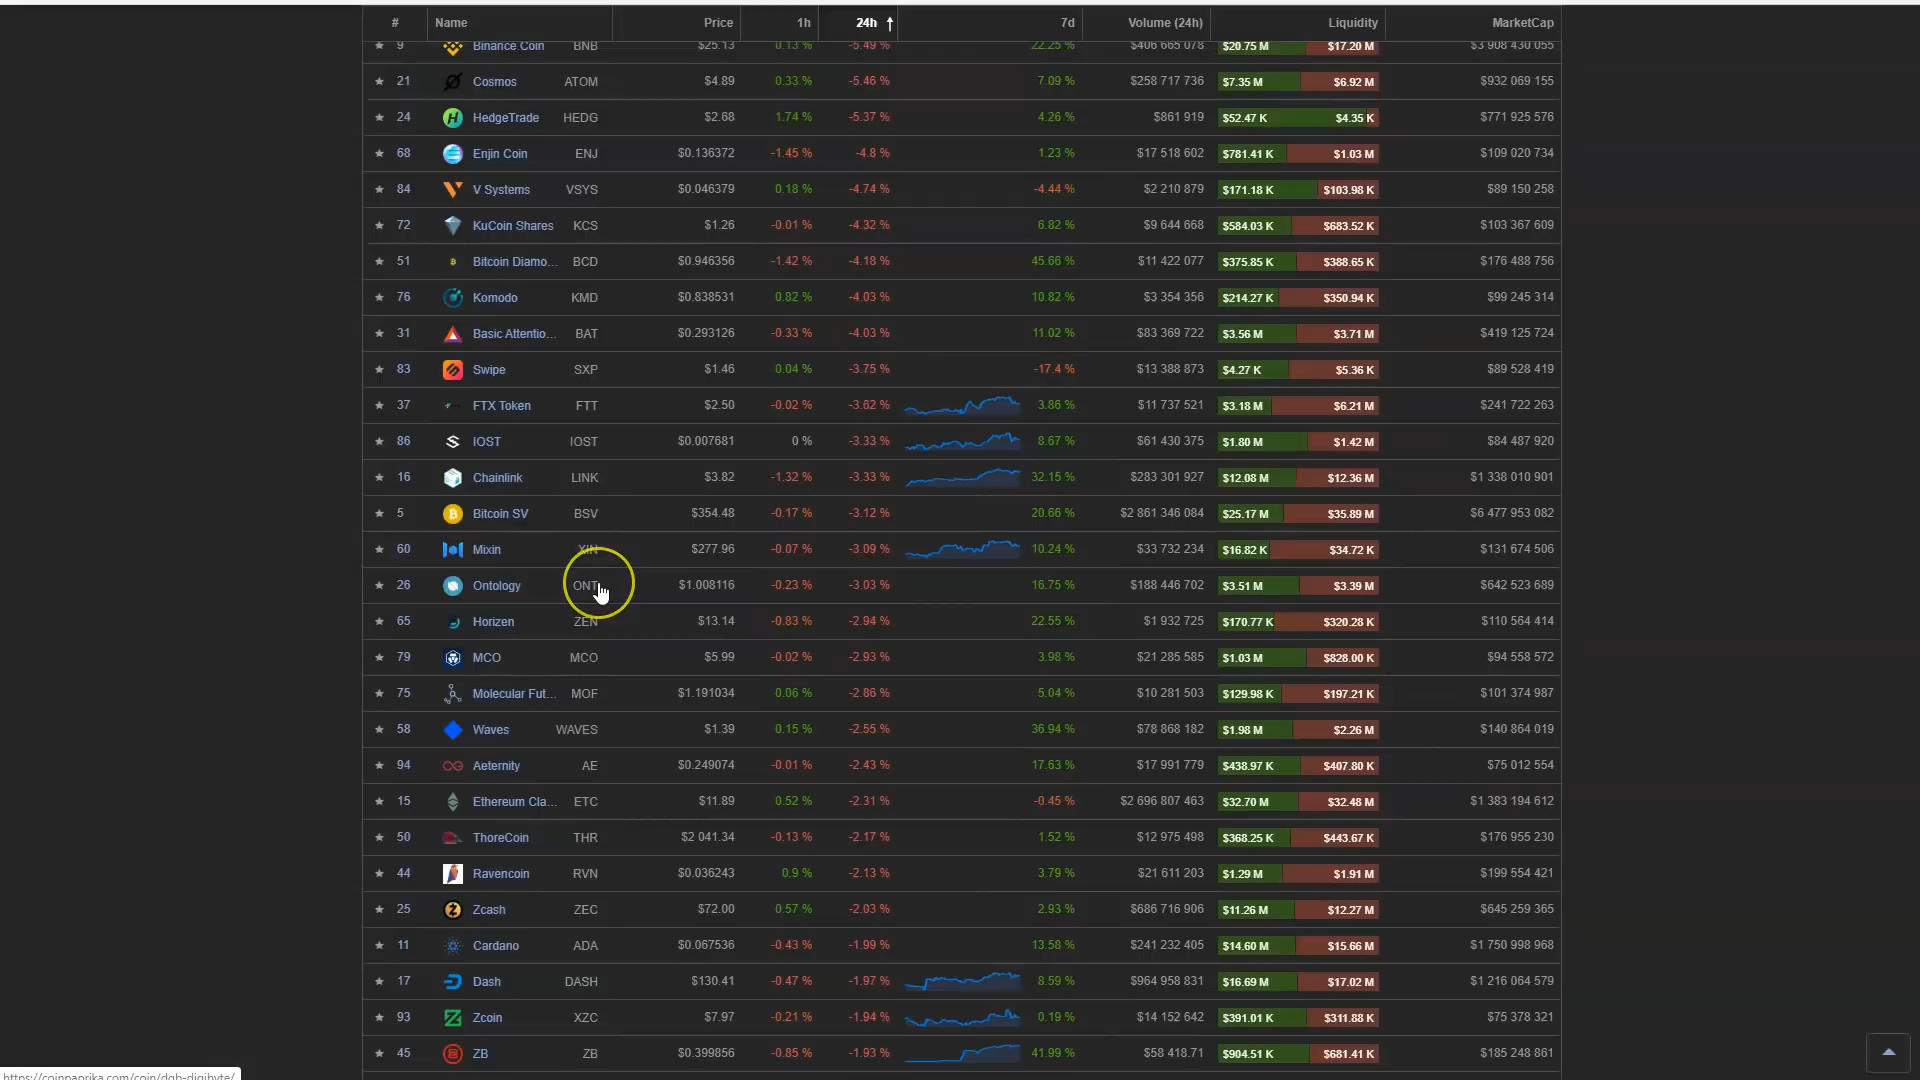 # Name Price 1h 24h 7d Volume (24h) Liquidity MarketCap
9 Binance Coin BNB $25.13 0.13 % -5.49 % 22.25 % $406 665 078 $20.75 M $17.20 M $3 908 430 055
21 Cosmos ATOM $4.89 0.33 % -5.46 % 7.09 % $258 717 736 $7.35 M $6.92 M $932 069 155
24 HedgeTrade HEDG $2.68 1.74 % -5.37 % 4.26 % $861 919 $52.47 K $4.35 K $771 925 576
68 Enjin Coin ENJ $0.136372 -1.45 % -4.8 % 1.23 % $17 518 602 $781.41 K $1.03 M $109 020 734
84 V Systems VSYS $0.046379 0.18 % -4.74 % -4.44 % $2 210 879 $171.18 K $103.98 K $89 150 258
72 KuCoin Shares KCS $1.26 -0.01 % -4.32 % 6.82 % $9 644 668 $584.03 K $683.52 K $103 367 609
51 Bitcoin Diamo... BCD $0.946356 -1.42 % -4.18 % 45.66 % $11 422 077 $375.85 K $388.65 K $176 488 756
76 Komodo KMD $0.838531 0.82 % -4.03 % 10.82 % $3 354 356 $214.27 K $350.94 K $99 245 314
31 Basic Attentio... BAT $0.293126 -0.33 % -4.03 % 11.02 % $83 369 722 $3.56 M $3.71 M $419 125 724
83 Swipe SXP $1.46 0.04 % -3.75 % -17.4 % $13 388 873 $4.27 K $5.36 K $89 528 419
37 FTX Token FTT $2.50 -0.02 % -3.62 % 3.86 % $11 737 521 $3.18 M $6.21 M $241 722 263
86 IOST IOST $0.007681 0 % -3.33 % 8.67 % $61 430 375 $1.80 M $1.42 M $84 487 920
16 Chainlink LINK $3.82 -1.32 % -3.33 % 32.15 % $283 301 927 $12.08 M $12.36 M $1 338 010 901
5 Bitcoin SV BSV $354.48 -0.17 % -3.12 % 20.66 % $2 861 346 084 $25.17 M $35.89 M $6 477 953 082
60 Mixin XIN $277.96 -0.07 % -3.09 % 10.24 % $33 732 234 $16.82 K $34.72 K $131 674 506
26 Ontology ONT $1.008116 -0.23 % -3.03 % 16.75 % $188 446 702 $3.51 M $3.39 M $642 523 689
65 Horizen ZEN $13.14 -0.83 % -2.94 % 22.55 % $1 932 725 $170.77 K $320.28 K $110 564 414
79 MCO MCO $5.99 -0.02 % -2.93 % 3.98 % $21 285 585 $1.03 M $828.00 K $94 558 572
75 Molecular Fut... MOF $1.191034 0.06 % -2.86 % 5.04 % $10 281 503 $129.98 K $197.21 K $101 374 987
58 Waves WAVES $1.39 0.15 % -2.55 % 36.94 % $78 868 182 $1.98 M $2.26 M $140 864 019
94 Aeternity AE $0.249074 -0.01 % -2.43 % 17.63 % $17 991 779 $438.97 K $407.80 K $75 012 554
15 Ethereum Cla... ETC $11.89 0.52 % -2.31 % -0.45 % $2 696 807 463 $32.70 M $32.48 M $1 383 194 612
50 ThoreCoin THR $2 041.34 -0.13 % -2.17 % 1.52 % $12 975 498 $368.25 K $443.67 K $176 955 230
44 Ravencoin RVN $0.036243 0.9 % -2.13 % 3.79 % $21 611 203 $1.29 M $1.91 M $199 554 421
25 Zcash ZEC $72.00 0.57 % -2.03 % 2.93 % $686 716 906 $11.26 M $12.27 M $645 259 365
11 Cardano ADA $0.067536 -0.43 % -1.99 % 13.58 % $241 232 405 $14.60 M $15.66 M $1 750 998 968
17 Dash DASH $130.41 -0.47 % -1.97 % 8.59 % $964 958 831 $16.69 M $17.02 M $1 216 064 579
93 Zcoin XZC $7.97 -0.21 % -1.94 % 0.19 % $14 152 642 $391.01 K $311.88 K $75 378 321
45 ZB ZB $0.399856 -0.85 % -1.93 % 41.99 % $58 418.71 $904.51 K $681.41 K $185 248 861
https://coinpaprika.com/coin/dgb-digibyte/